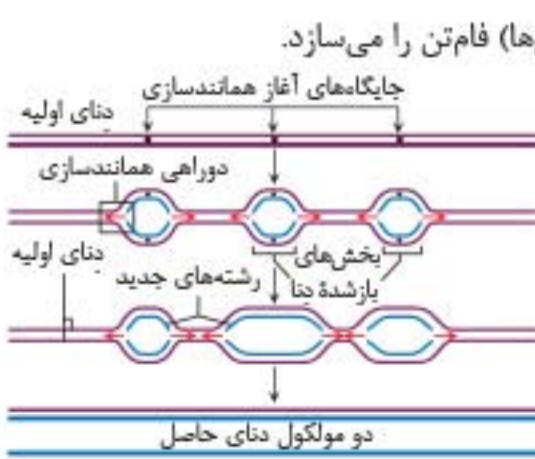 ها) فام‌تن را می‌سازد.
جایگاه‌های آغاز همانندسازی
دنای اولیه
دوراهی همانندسازی
دنای اولیه
بخش‌های
بازشدهٔ دنا
رشته‌های جدید
دو مولکول دنای حاصل